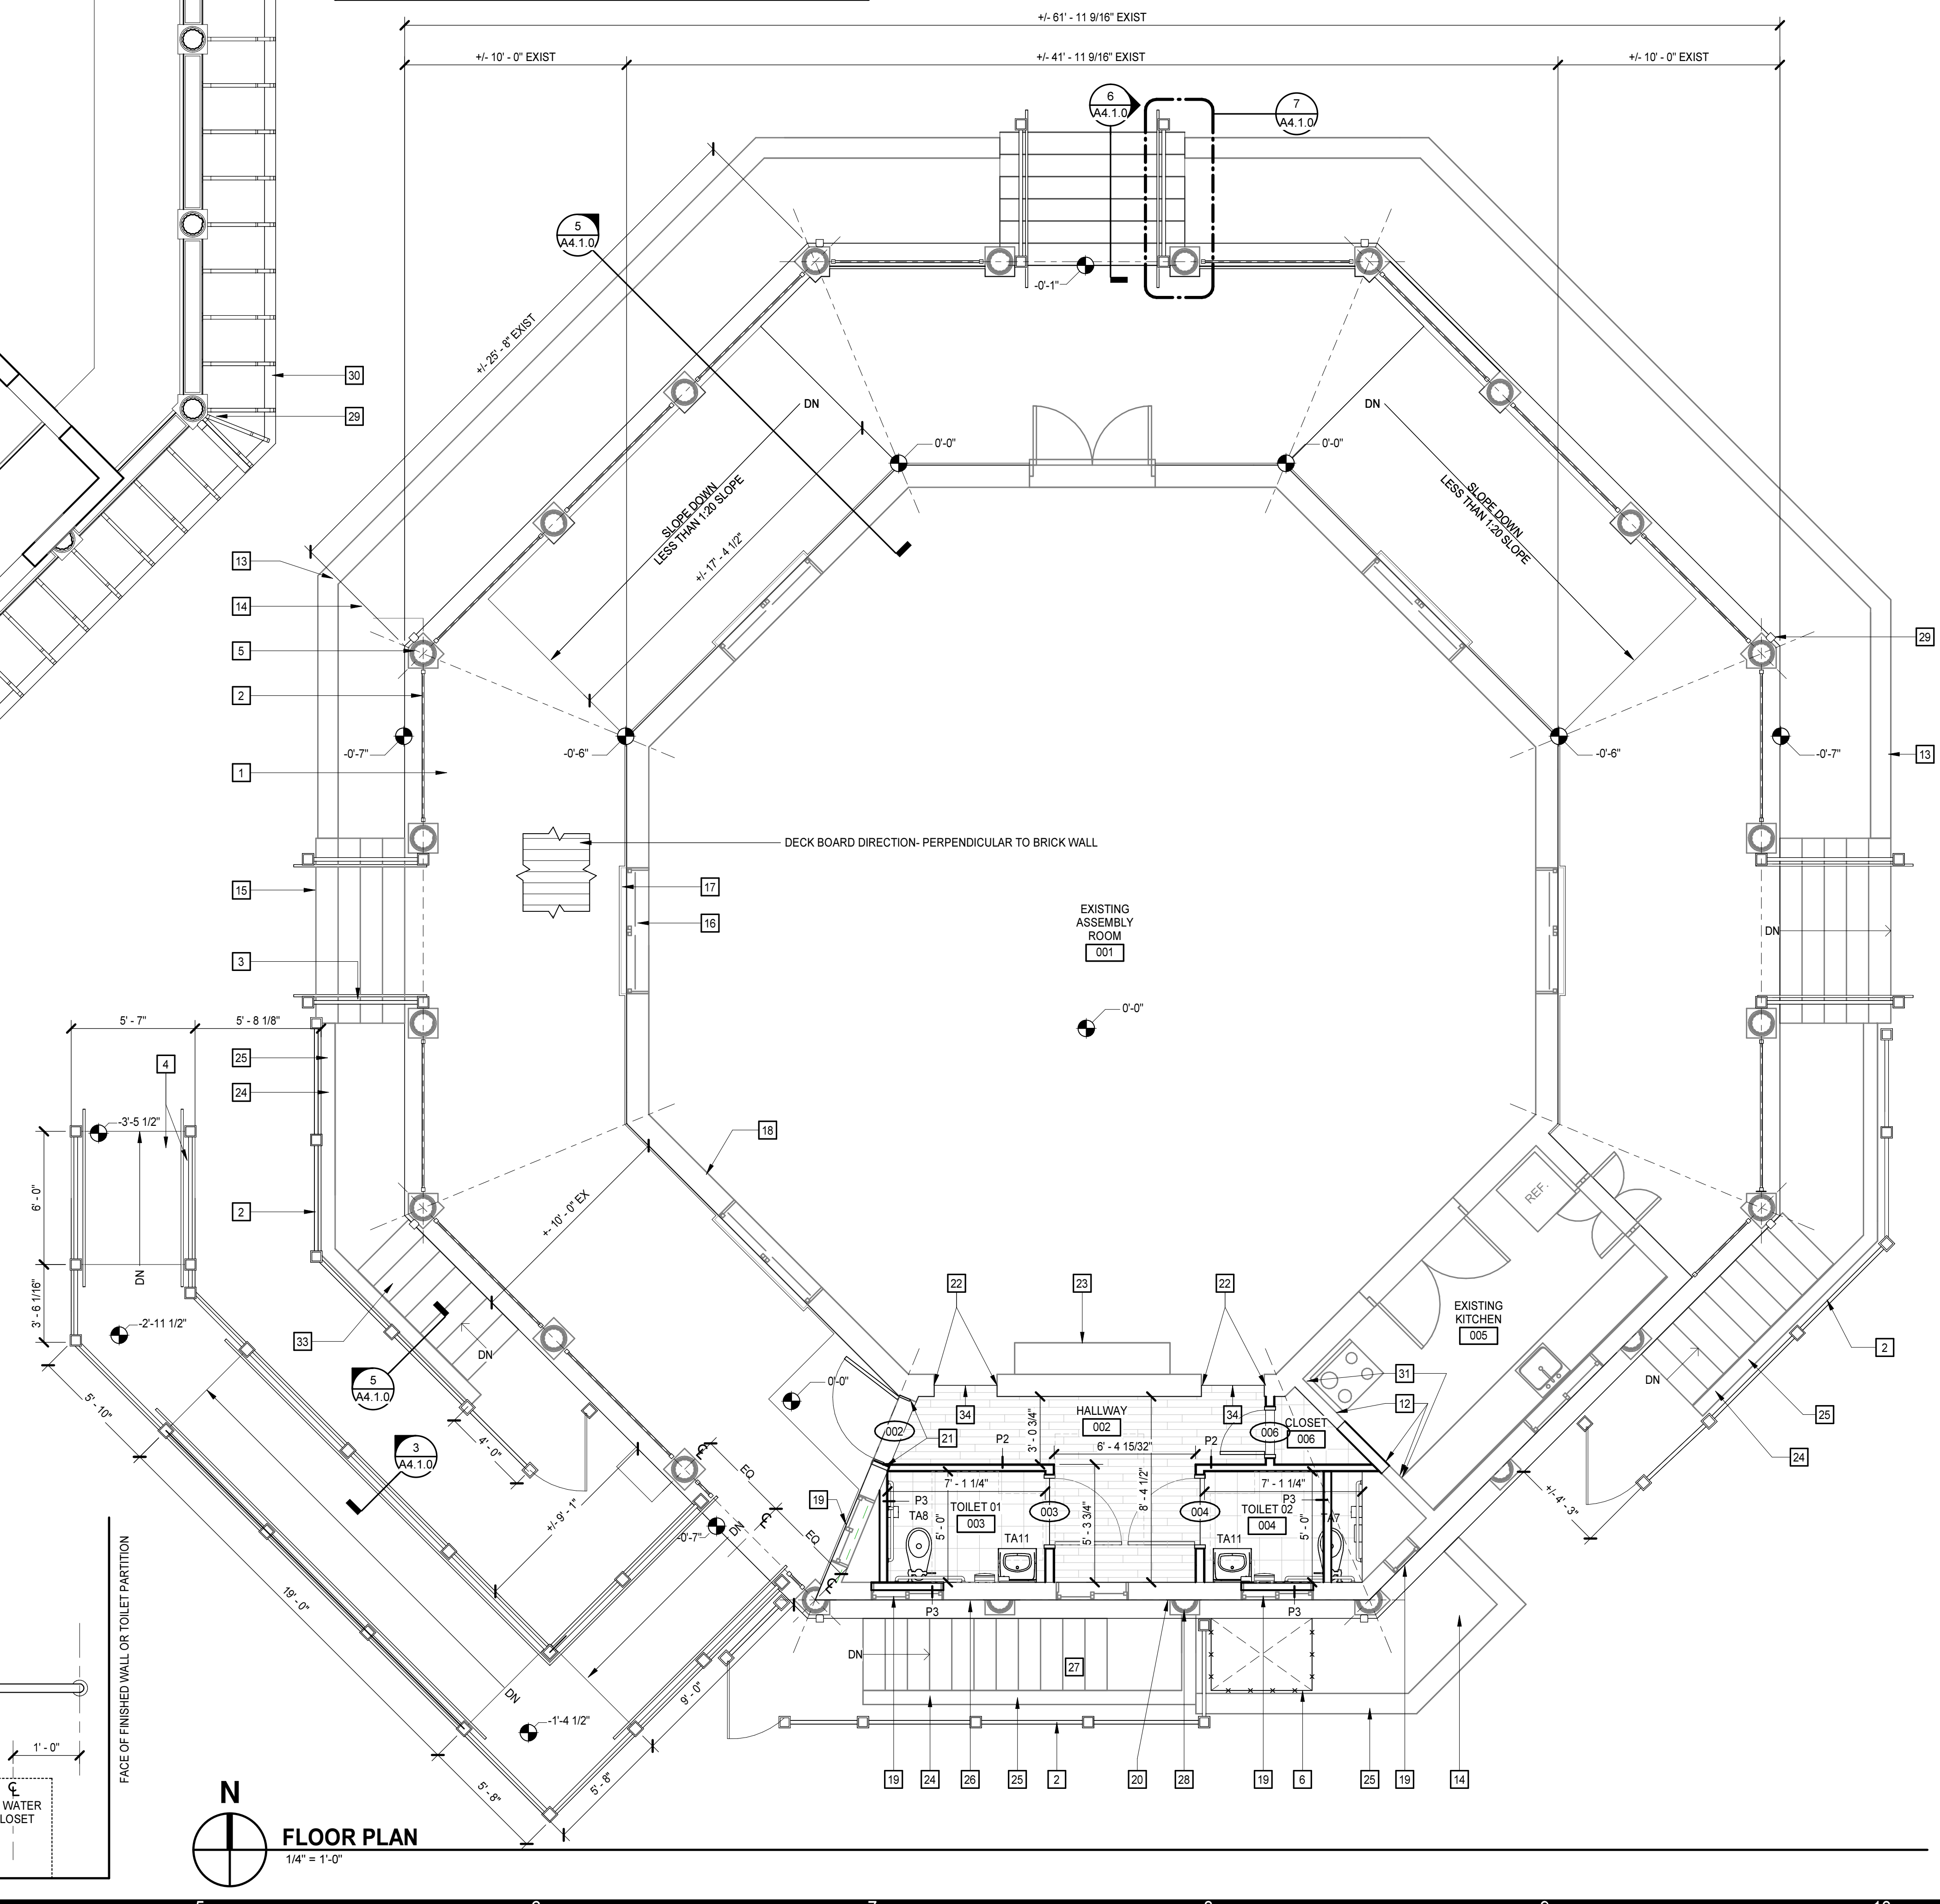 +/- 61' - 11 9/16" EXIST
+/- 10' - 0" EXIST
+/- 41' - 11 9/16" EXIST
+/- 10' - 0" EXIST
6
A4.1.0
7
A4.1.0
5
A4.1.0
-0'-1"
+/- 25' - 8" EXIST
30
29
DN
DN
0'-0"
0'-0"
SLOPE DOWN
LESS THAN 1:20 SLOPE
+/- 17' - 4 1/2"
SLOPE DOWN
LESS THAN 1:20 SLOPE
13
14
5
2
29
-0'-7"
-0'-6"
-0'-6"
-0'-7"
13
1
DECK BOARD DIRECTION- PERPENDICULAR TO BRICK WALL
15
17
16
3
EXISTING
ASSEMBLY
ROOM
001
DN
0'-0"
5' - 7"
5' - 8 1/8"
4
25
24
-3'-5 1/2"
18
6' - 0"
2
+- 10' - 0" EX
REF.
DN
3' - 6 1/16"
-2'-11 1/2"
33
DN
22
23
22
EXISTING
KITCHEN
005
2
5
A4.1.0
0'-0"
31
12
DN
5' - 10"
34
HALLWAY
002
34
CLOSET
006
25
002
21
3' - 0 3/4"
006
4' - 0"
3
A4.1.0
EQ
P2
6' - 4 15/32"
P2
24
7' - 1 1/4"
8' - 4 1/2"
7' - 1 1/4"
19
P3
TA8
TOILET 01
003
003
5' - 3 3/4"
004
TOILET 02
004
P3
TA7
+/- 4' - 3"
+/- 9' - 1"
-0'-7"
DN
EQ
5' - 0"
TA11
TA11
5' - 0"
P3
P3
19' - 0"
DN
27
DN
9' - 0"
-1'-4 1/2"
5' - 8"
5' - 8"
19
24
26
25
2
20
28
19
6
25
19
14
FACE OF FINISHED WALL OR TOILET PARTITION
1' - 0"
WATER
N
FLOOR PLAN
1/4" = 1'-0"